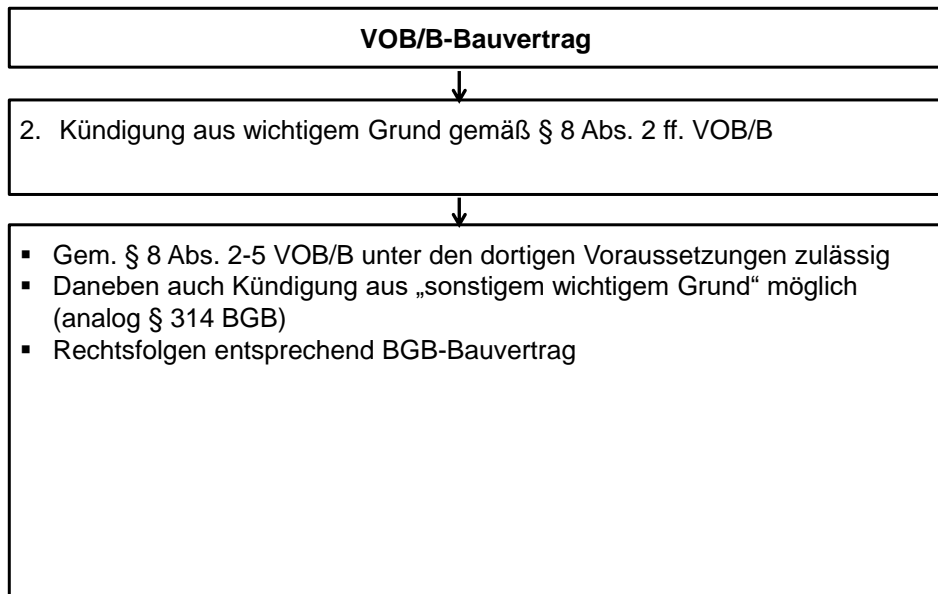 VOB/B-Bauvertrag
2. Kündigung aus wichtigem Grund gemäß § 8 Abs. 2 ff. VOB/B
▪ Gem. § 8 Abs. 2-5 VOB/B unter den dortigen Voraussetzungen zulässig
▪ Daneben auch Kündigung aus „sonstigem wichtigem Grund“ möglich
(analog § 314 BGB)
▪ Rechtsfolgen entsprechend BGB-Bauvertrag